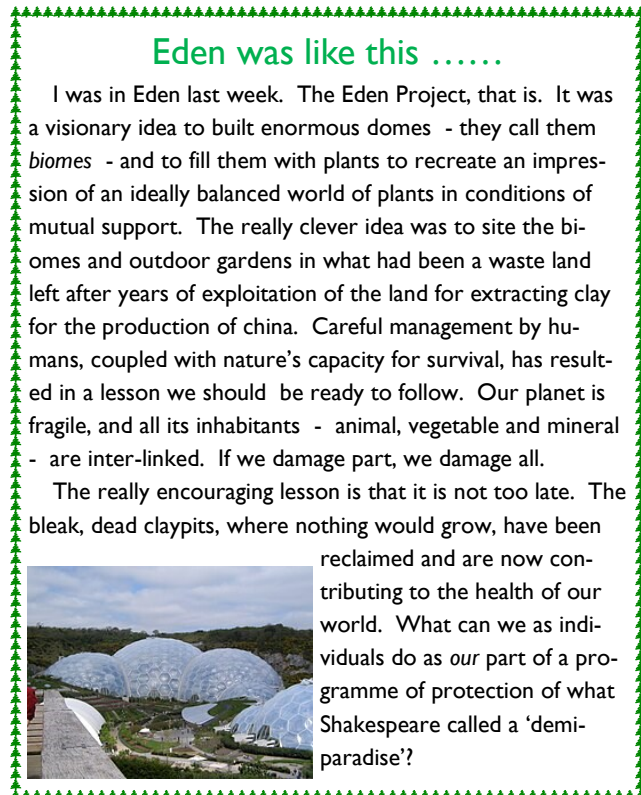 Eden was like this ......
I was in Eden last week. The Eden Project, that is. It was
a visionary idea to built enormous domes - they call them
biomes - and to fill them with plants to recreate an impres-
sion of an ideally balanced world of plants in conditions of
mutual support. The really clever idea was to site the bi-
omes and outdoor gardens in what had been a waste land
left after years of exploitation of the land for extracting clay
for the production of china. Careful management by hu-
mans, coupled with nature’s capacity for survival, has result-
ed in a lesson we should be ready to follow. Our planet is
fragile, and all its inhabitants - animal, vegetable and mineral
- are inter-linked. If we damage part, we damage all.
The really encouraging lesson is that it is not too late. The
bleak, dead claypits, where nothing would grow, have been
reclaimed and are now con-
tributing to the health of our
world. What can we as indi-
viduals do as our part of a pro-
gramme of protection of what
Shakespeare called a ‘demi-
paradise’?